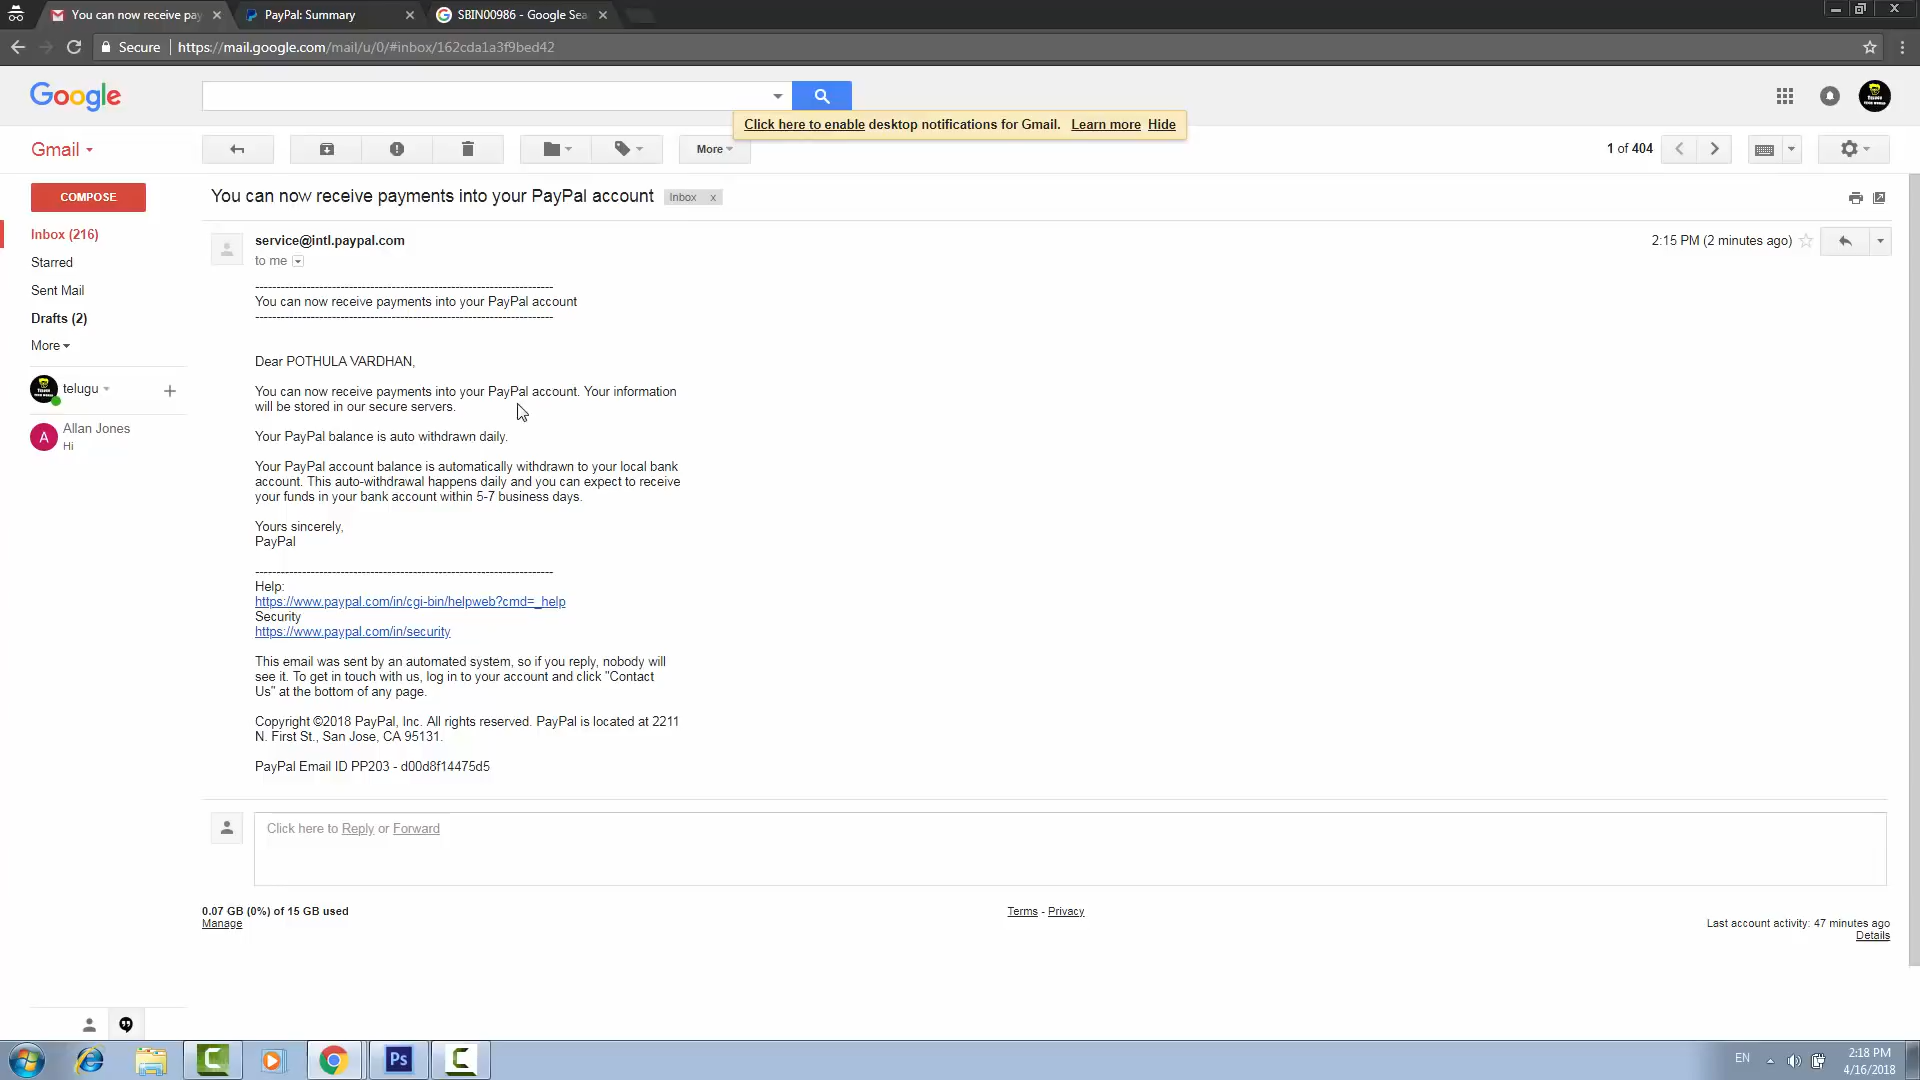 You can now receive pay
PayPal: Summary
SBIN00986 - Google Sea
Secure
https://mail.google.com/mail/u/0/#inbox/162cda1a3f9bed42
Google
Click here to enable desktop notifications for Gmail. Learn more Hide
Gmail
More
1 of 404
COMPOSE
You can now receive payments into your PayPal account
Inbox x
Inbox (216)
service@intl.paypal.com
2:15 PM (2 minutes ago)
to me
Starred
Sent Mail
Drafts (2)
More
telugu
Allan Jones
A
Hi
----------------------------------------------------------------------
You can now receive payments into your PayPal account
----------------------------------------------------------------------
Dear POTHULA VARDHAN,
You can now receive payments into your PayPal account. Your information
will be stored in our secure servers.
Your PayPal balance is auto withdrawn daily.
Your PayPal account balance is automatically withdrawn to your local bank
account. This auto-withdrawal happens daily and you can expect to receive
your funds in your bank account within 5-7 business days.
Yours sincerely,
PayPal
----------------------------------------------------------------------
Help:
https://www.paypal.com/in/cgi-bin/helpweb?cmd=_help
Security
https://www.paypal.com/in/security
This email was sent by an automated system, so if you reply, nobody will
see it. To get in touch with us, log in to your account and click "Contact
Us" at the bottom of any page.
Copyright ©2018 PayPal, Inc. All rights reserved. PayPal is located at 2211
N. First St., San Jose, CA 95131.
PayPal Email ID PP203 - d00d8f14475d5
Click here to Reply or Forward
0.07 GB (0%) of 15 GB used
Manage
Terms - Privacy
Last account activity: 47 minutes ago
Details
Ps
EN
2:18 PM
4/16/2018